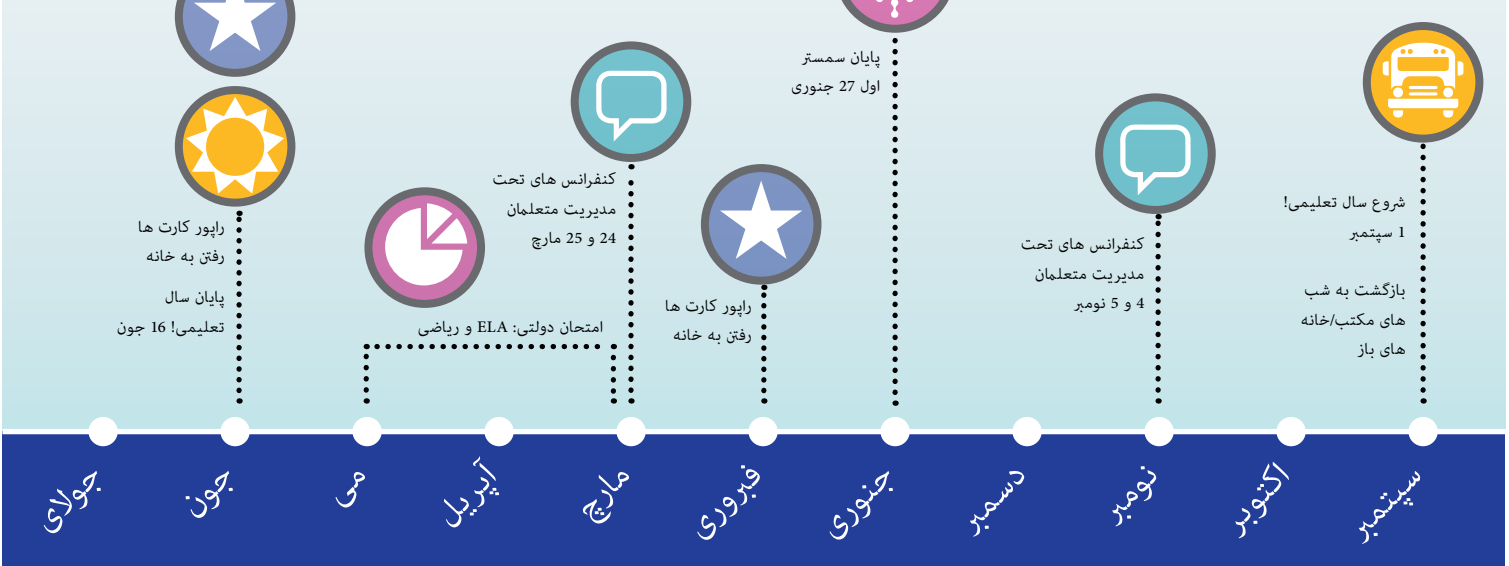 شروع سال تعلیمی!
1 سپتمبر
بازگشت به شب
های مکتب/خانه
های باز
کنفرانس های تحت
مدیریت متعلمان
4 و 5 نومبر
پایان سمستر
اول 27 جنوری
راپور کارت ها
رفتن به خانه
کنفرانس های تحت
مدیریت متعلمان
24 و 25 مارچ
امتحان دولتی: ELA و ریاضی
راپور کارت ها
رفتن به خانه
پایان سال
تعلیمی! 16 جون
سپتمبر
اکتوبر
نومبر
دسمبر
جنوری
فبروری
مارچ
آپریل
می
جون
جولای